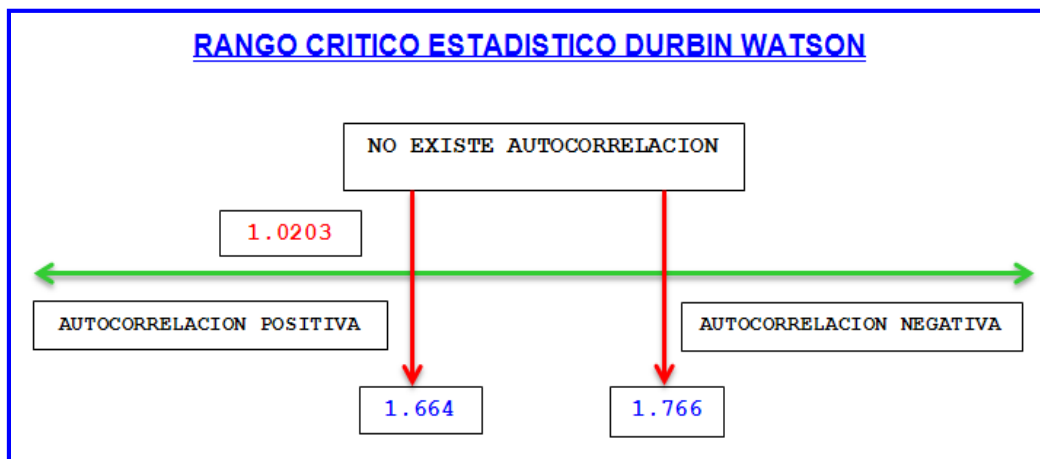 RANGO CRITICO ESTADISTICO DURBIN WATSON
NO EXISTE AUTOCORRELACION
1.0203
AUTOCORRELACION POSITIVA
AUTOCORRELACION NEGATIVA
1.664
1.766